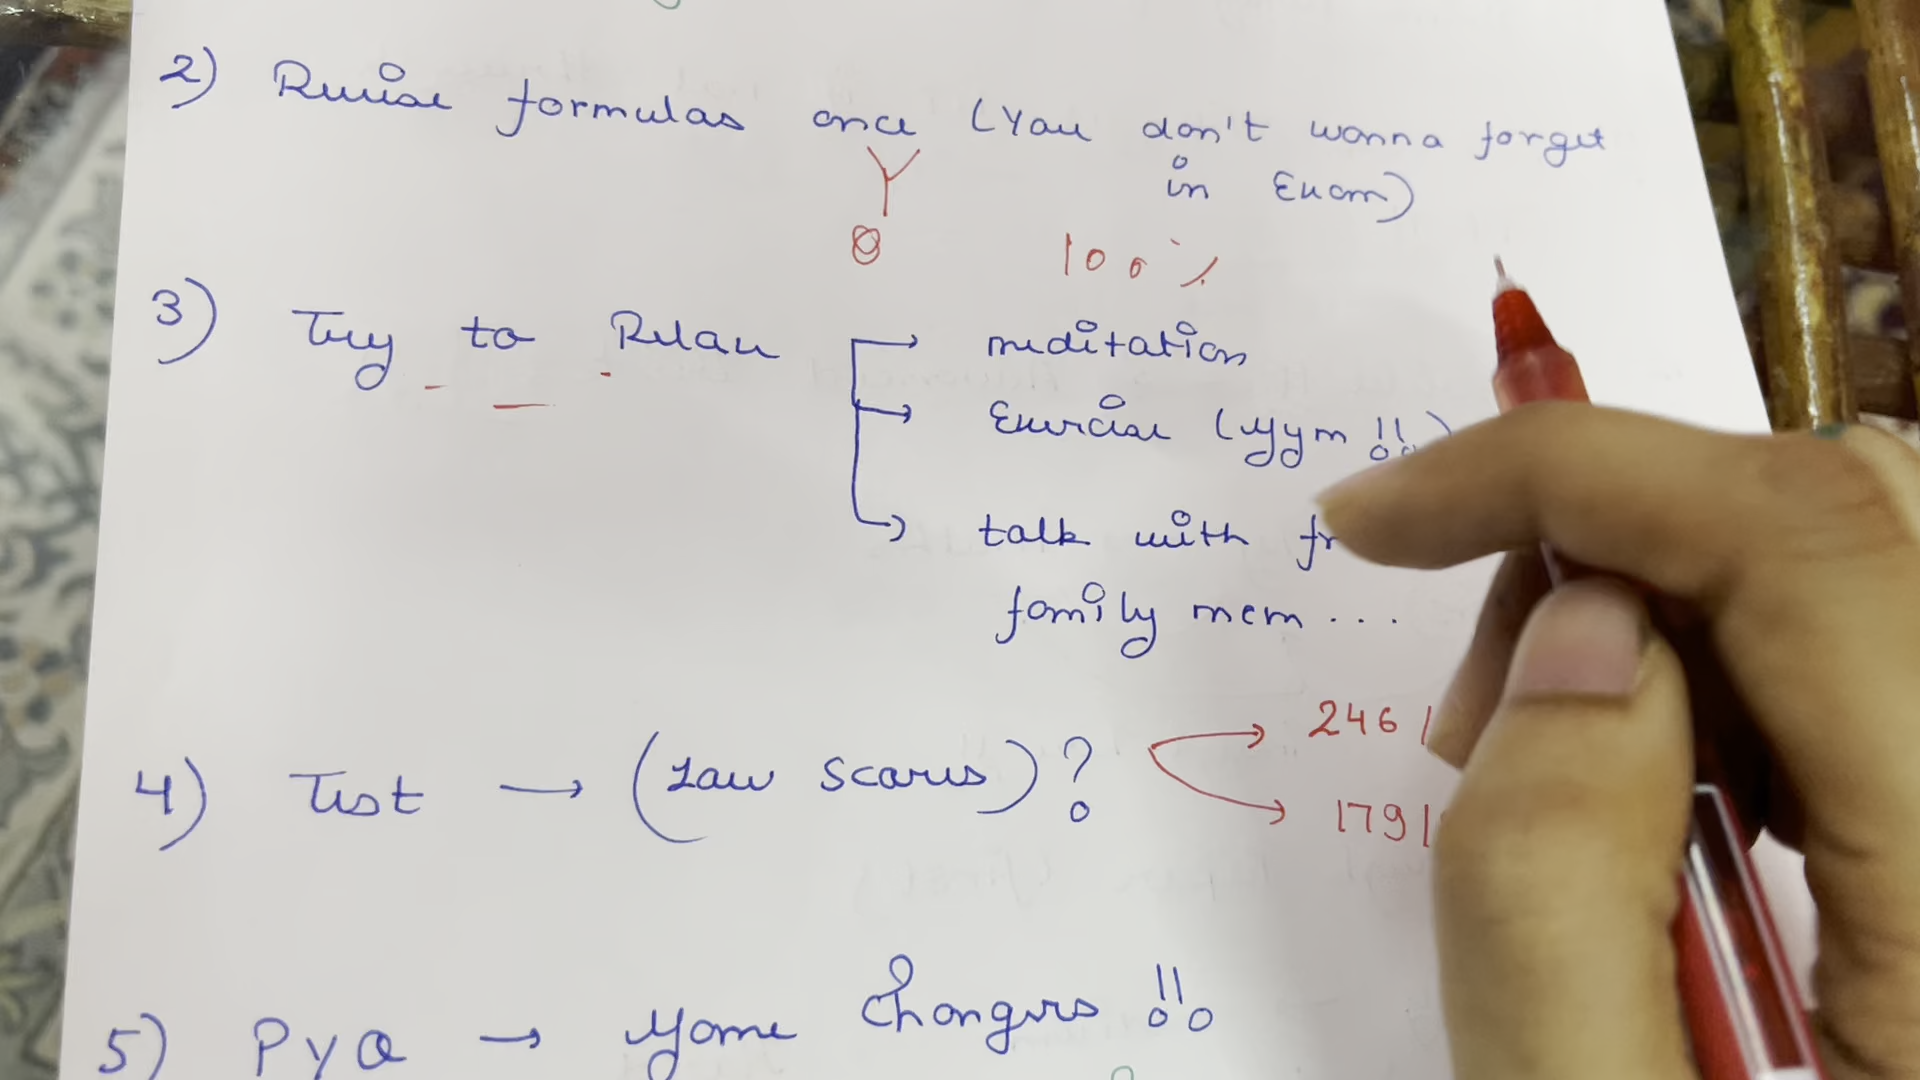 2) Revise formulas once (You don't wanna forget
in Exam)
Y
100%
3) Try to Relax → meditation
→ Exercise (Gym !!)
→ talk with fr
family mem ...
4) Test → (Low scores)? → 246/
→ 179/
5) PYQ → Game Changers !!